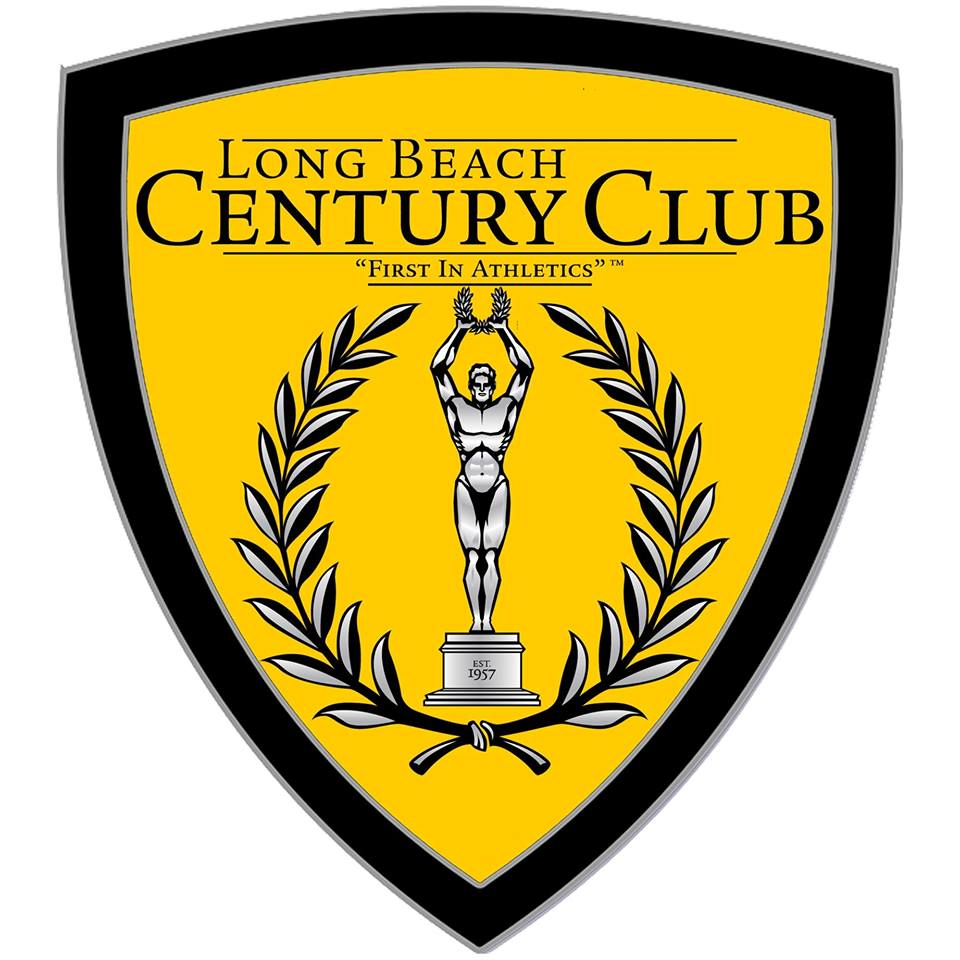 Long Beach
Century Club
“First In Athletics”™
EST.
1957